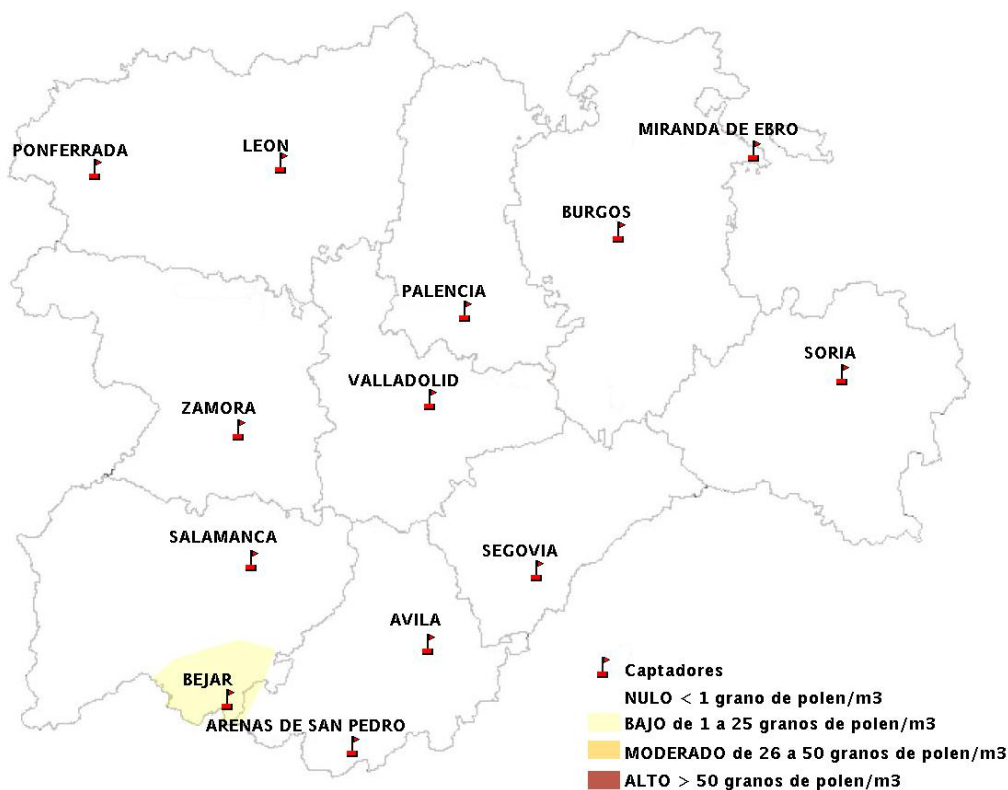 MIRANDA DE EBRO
PONFERRADA
LEON
BURGOS
PALENCIA
SORIA
VALLADOLID
ZAMORA
SALAMANCA
SEGOVIA
AVILA
BEJAR
ARENAS DE SAN PEDRO
Captadores
NULO < 1 grano de polen/m3
BAJO de 1 a 25 granos de polen/m3
MODERADO de 26 a 50 granos de polen/m3
ALTO > 50 granos de polen/m3